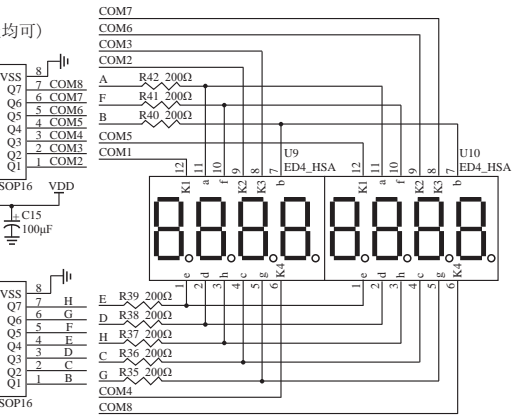 COM7
均可)
COM6
COM3
COM2
VSS 8
Q7 7 COM8
Q6 6 COM7
Q5 5 COM6
Q4 4 COM5
Q3 3 COM4
Q2 2 COM3
Q1 1 COM2
SOP16
VDD
+ C15
100μF
A R42 200Ω
F R41 200Ω
B R40 200Ω
COM5
COM1
U9
ED4_HSA
U10
ED4_HSA
12 11 10 9 8 7
12 11 10 9 8 7
K1 a f K2 K3 b
K1 a f K2 K3 b
e d h c g K4
e d h c g K4
1 2 3 4 5 6
1 2 3 4 5 6
VSS 8
Q7 7 H
Q6 6 G
Q5 5 F
Q4 4 E
Q3 3 D
Q2 2 C
Q1 1 B
SOP16
E R39 200Ω
D R38 200Ω
H R37 200Ω
C R36 200Ω
G R35 200Ω
COM4
COM8